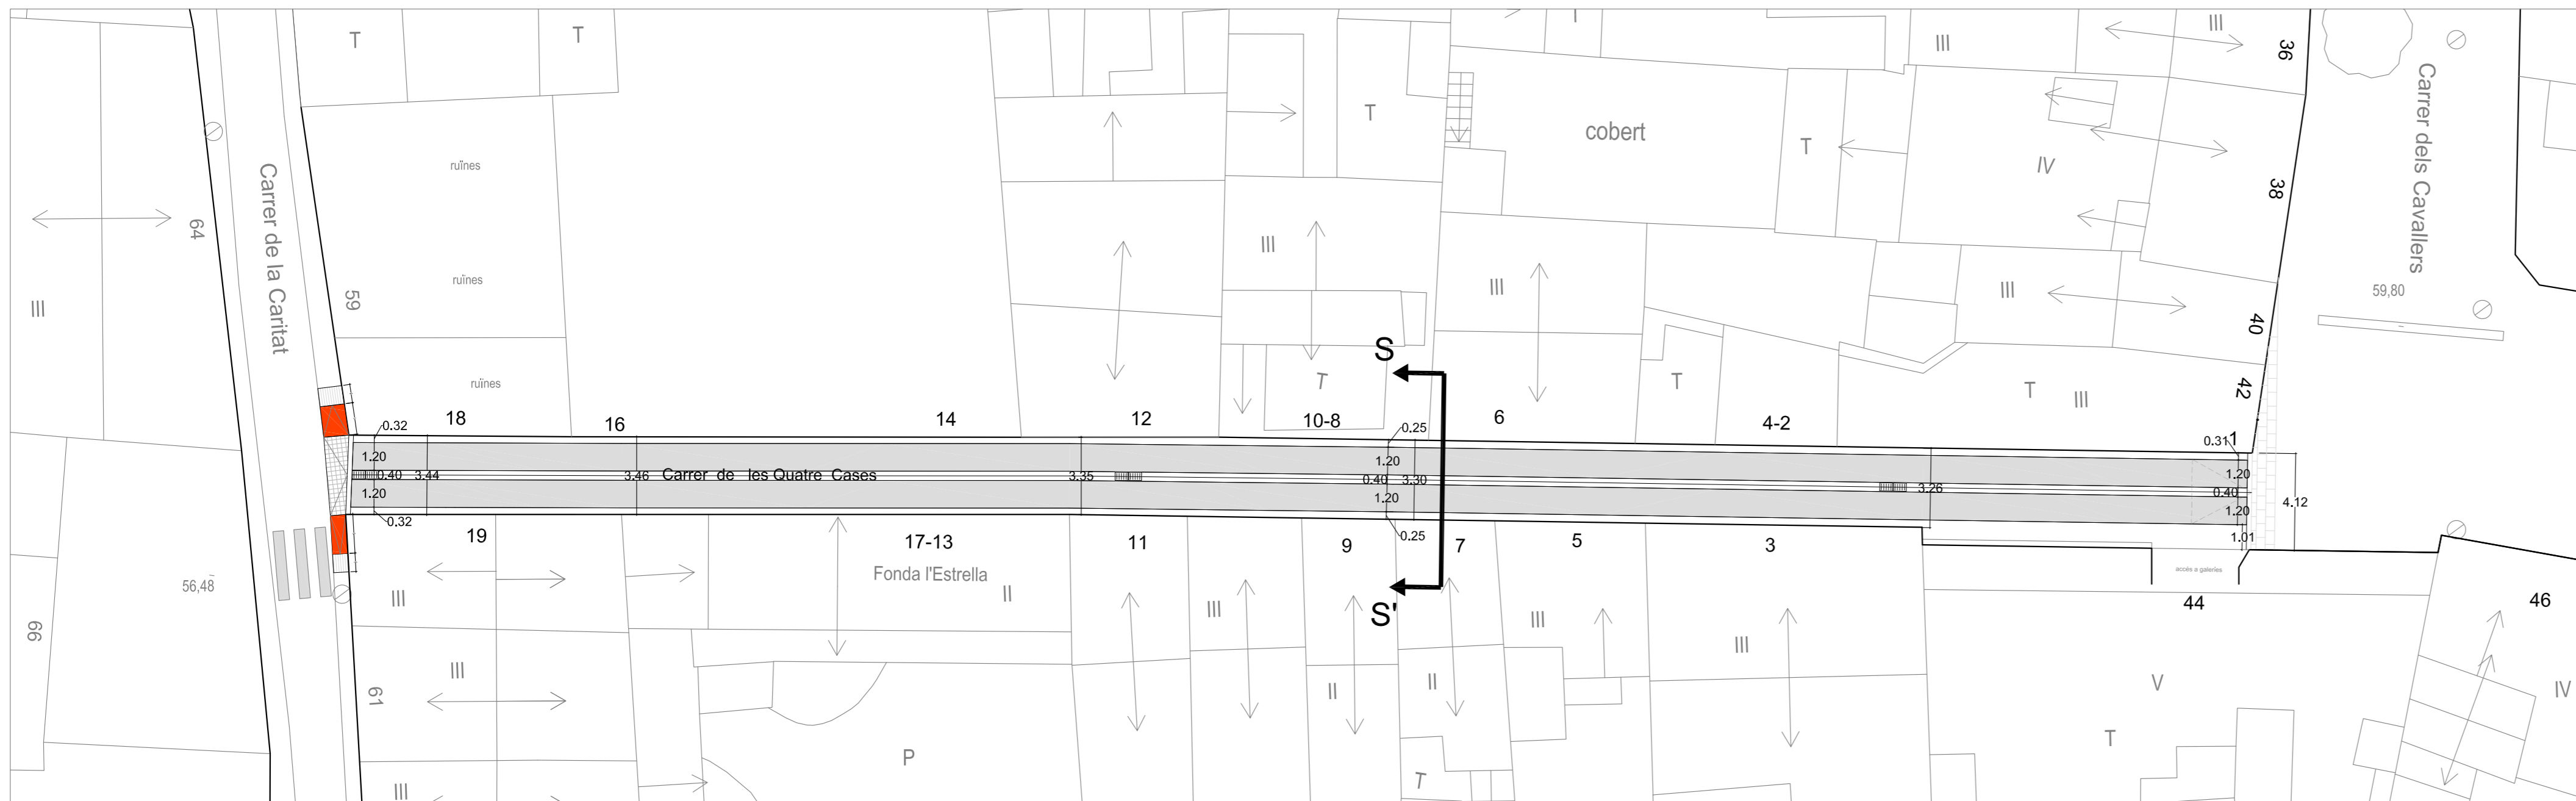 T
T
III
T
III
III
36
Carrer dels Cavallers
Carrer de la Caritat
ruïnes
T
cobert
T
IV
38
64
III
III
III
III
59,80
ruïnes
59
40
S
ruïnes
T
T
T
III
42
18
16
14
12
10-8
6
4-2
1
0.32
0.25
0.31
1.20
1.20
1.20
0.40
3.44
3.46
Carrer de les Quatre Cases
3.35
0.40
3.30
3.26
0.40
1.20
1.20
1.20
4.12
0.32
0.25
1.01
19
17-13
11
9
7
5
3
Fonda l'Estrella
accés a galeries
56,48
III
II
III
S'
III
44
46
66
III
II
II
III
V
IV
61
P
T
T
III